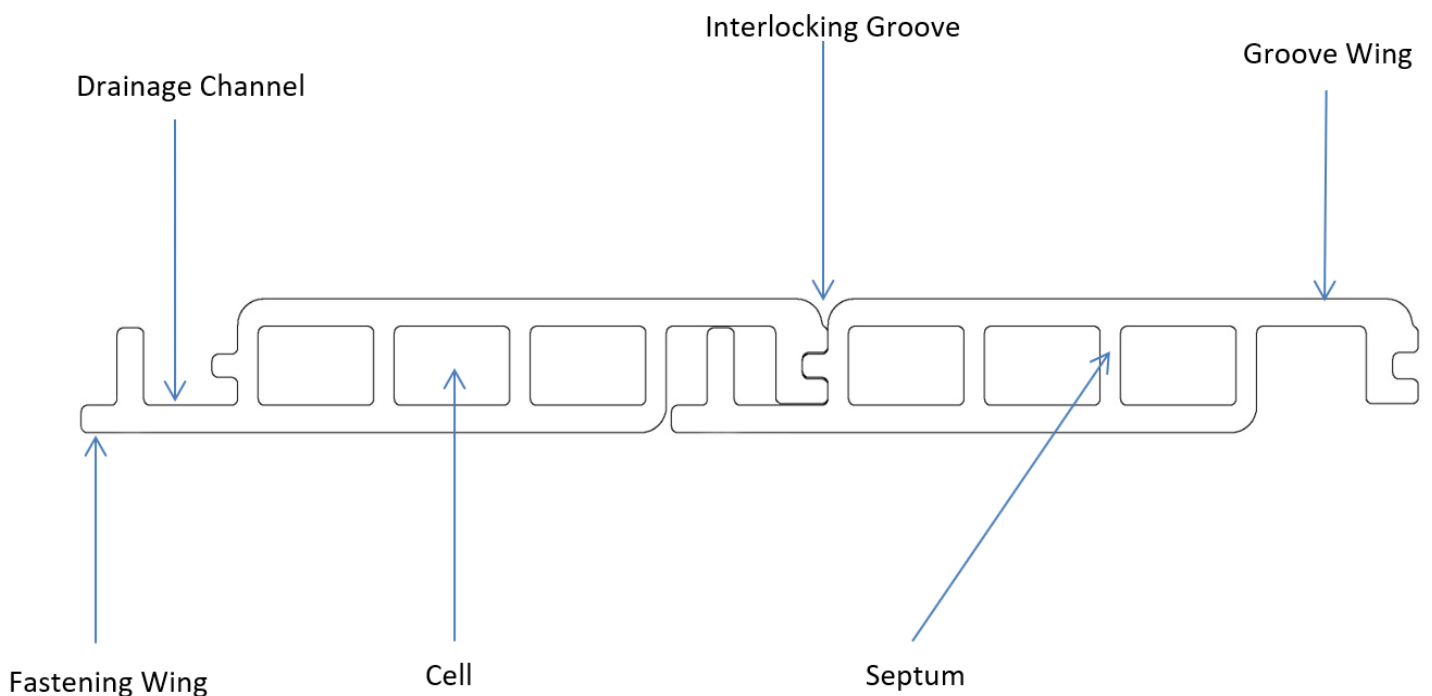 Interlocking Groove
Groove Wing
Drainage Channel
Fastening Wing
Cell
Septum